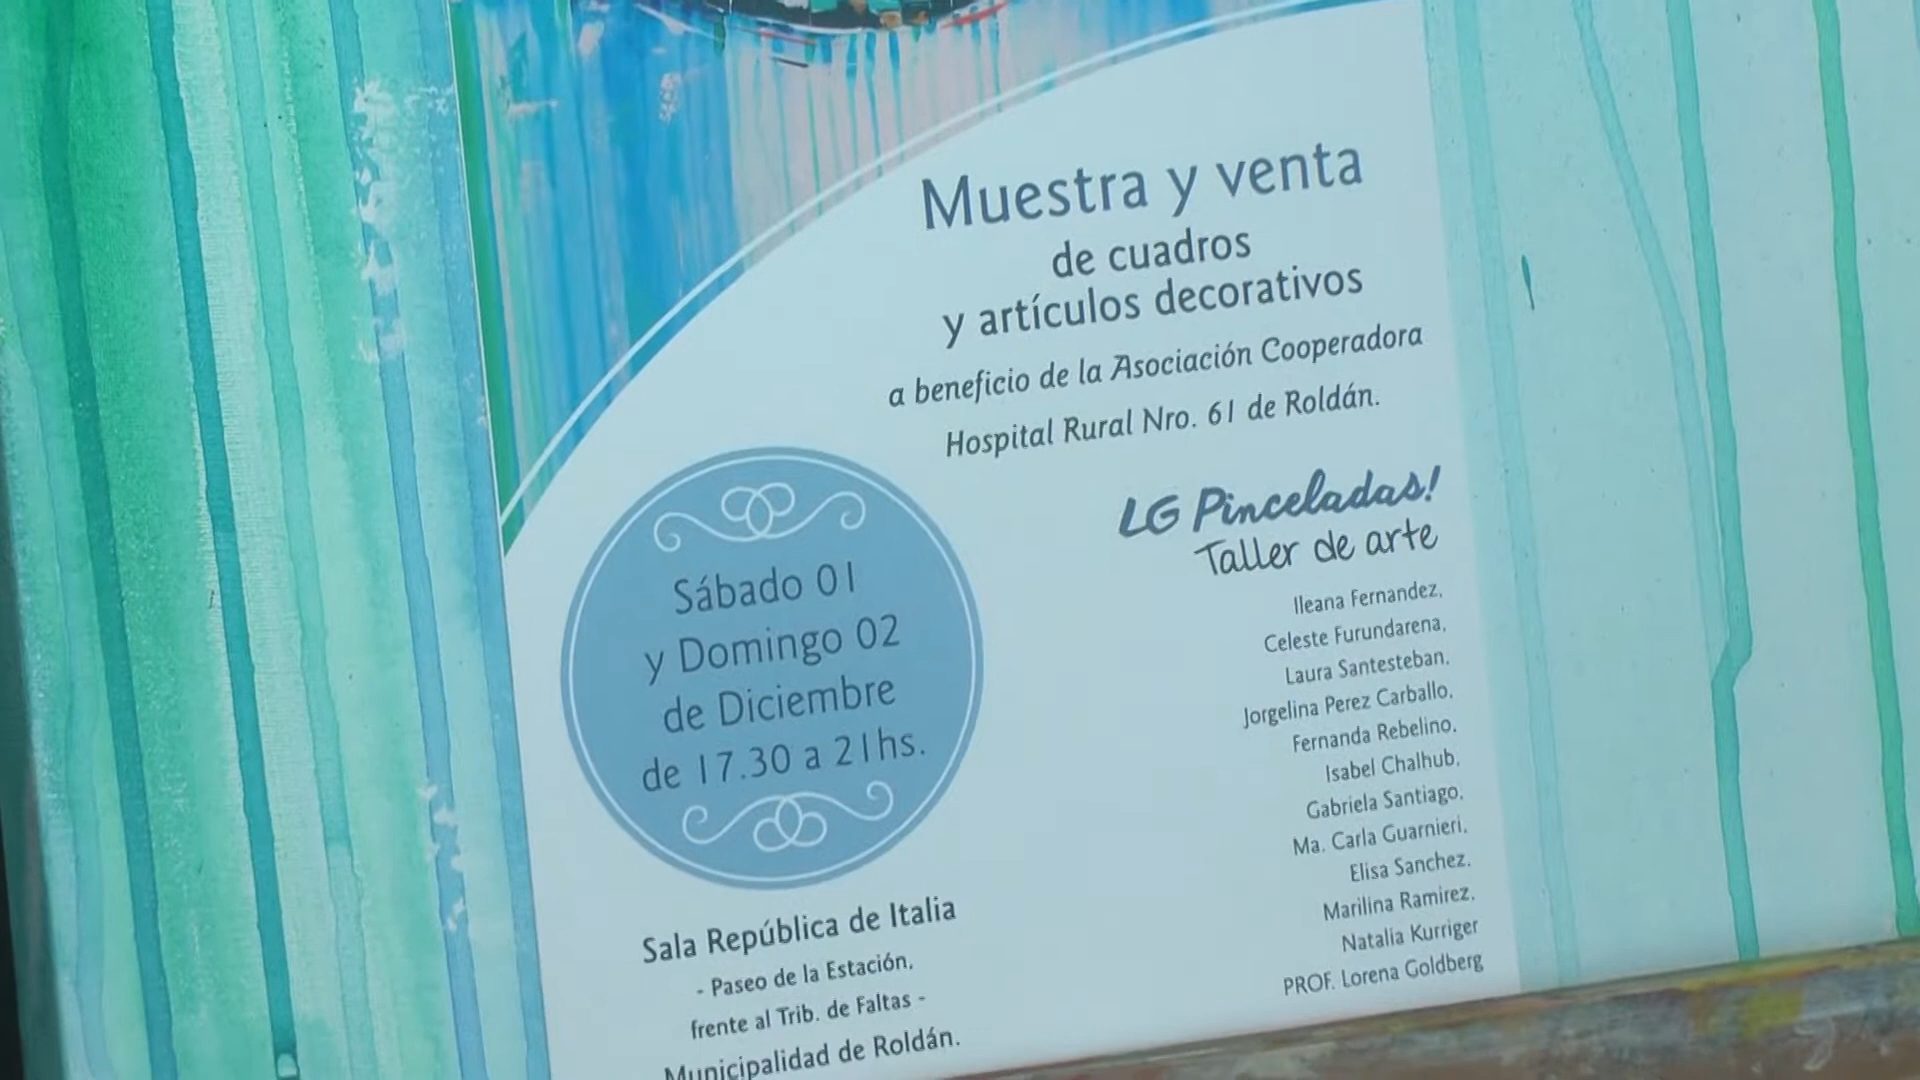 Muestra y venta
de cuadros
y artículos decorativos
a beneficio de la Asociación Cooperadora
Hospital Rural Nro. 61 de Roldán.
LG Pinceladas!
Taller de arte
Ileana Fernandez,
Celeste Furundarena,
Laura Santesteban,
Jorgelina Perez Carballo,
Fernanda Rebelino,
Isabel Chalhub,
Gabriela Santiago,
Ma. Carla Guarnieri,
Elisa Sanchez,
Marilina Ramirez,
Natalia Kurriger
PROF. Lorena Goldberg
Sábado 01
y Domingo 02
de Diciembre
de 17.30 a 21hs.
Sala República de Italia
- Paseo de la Estación,
frente al Trib. de Faltas -
Municipalidad de Roldán.